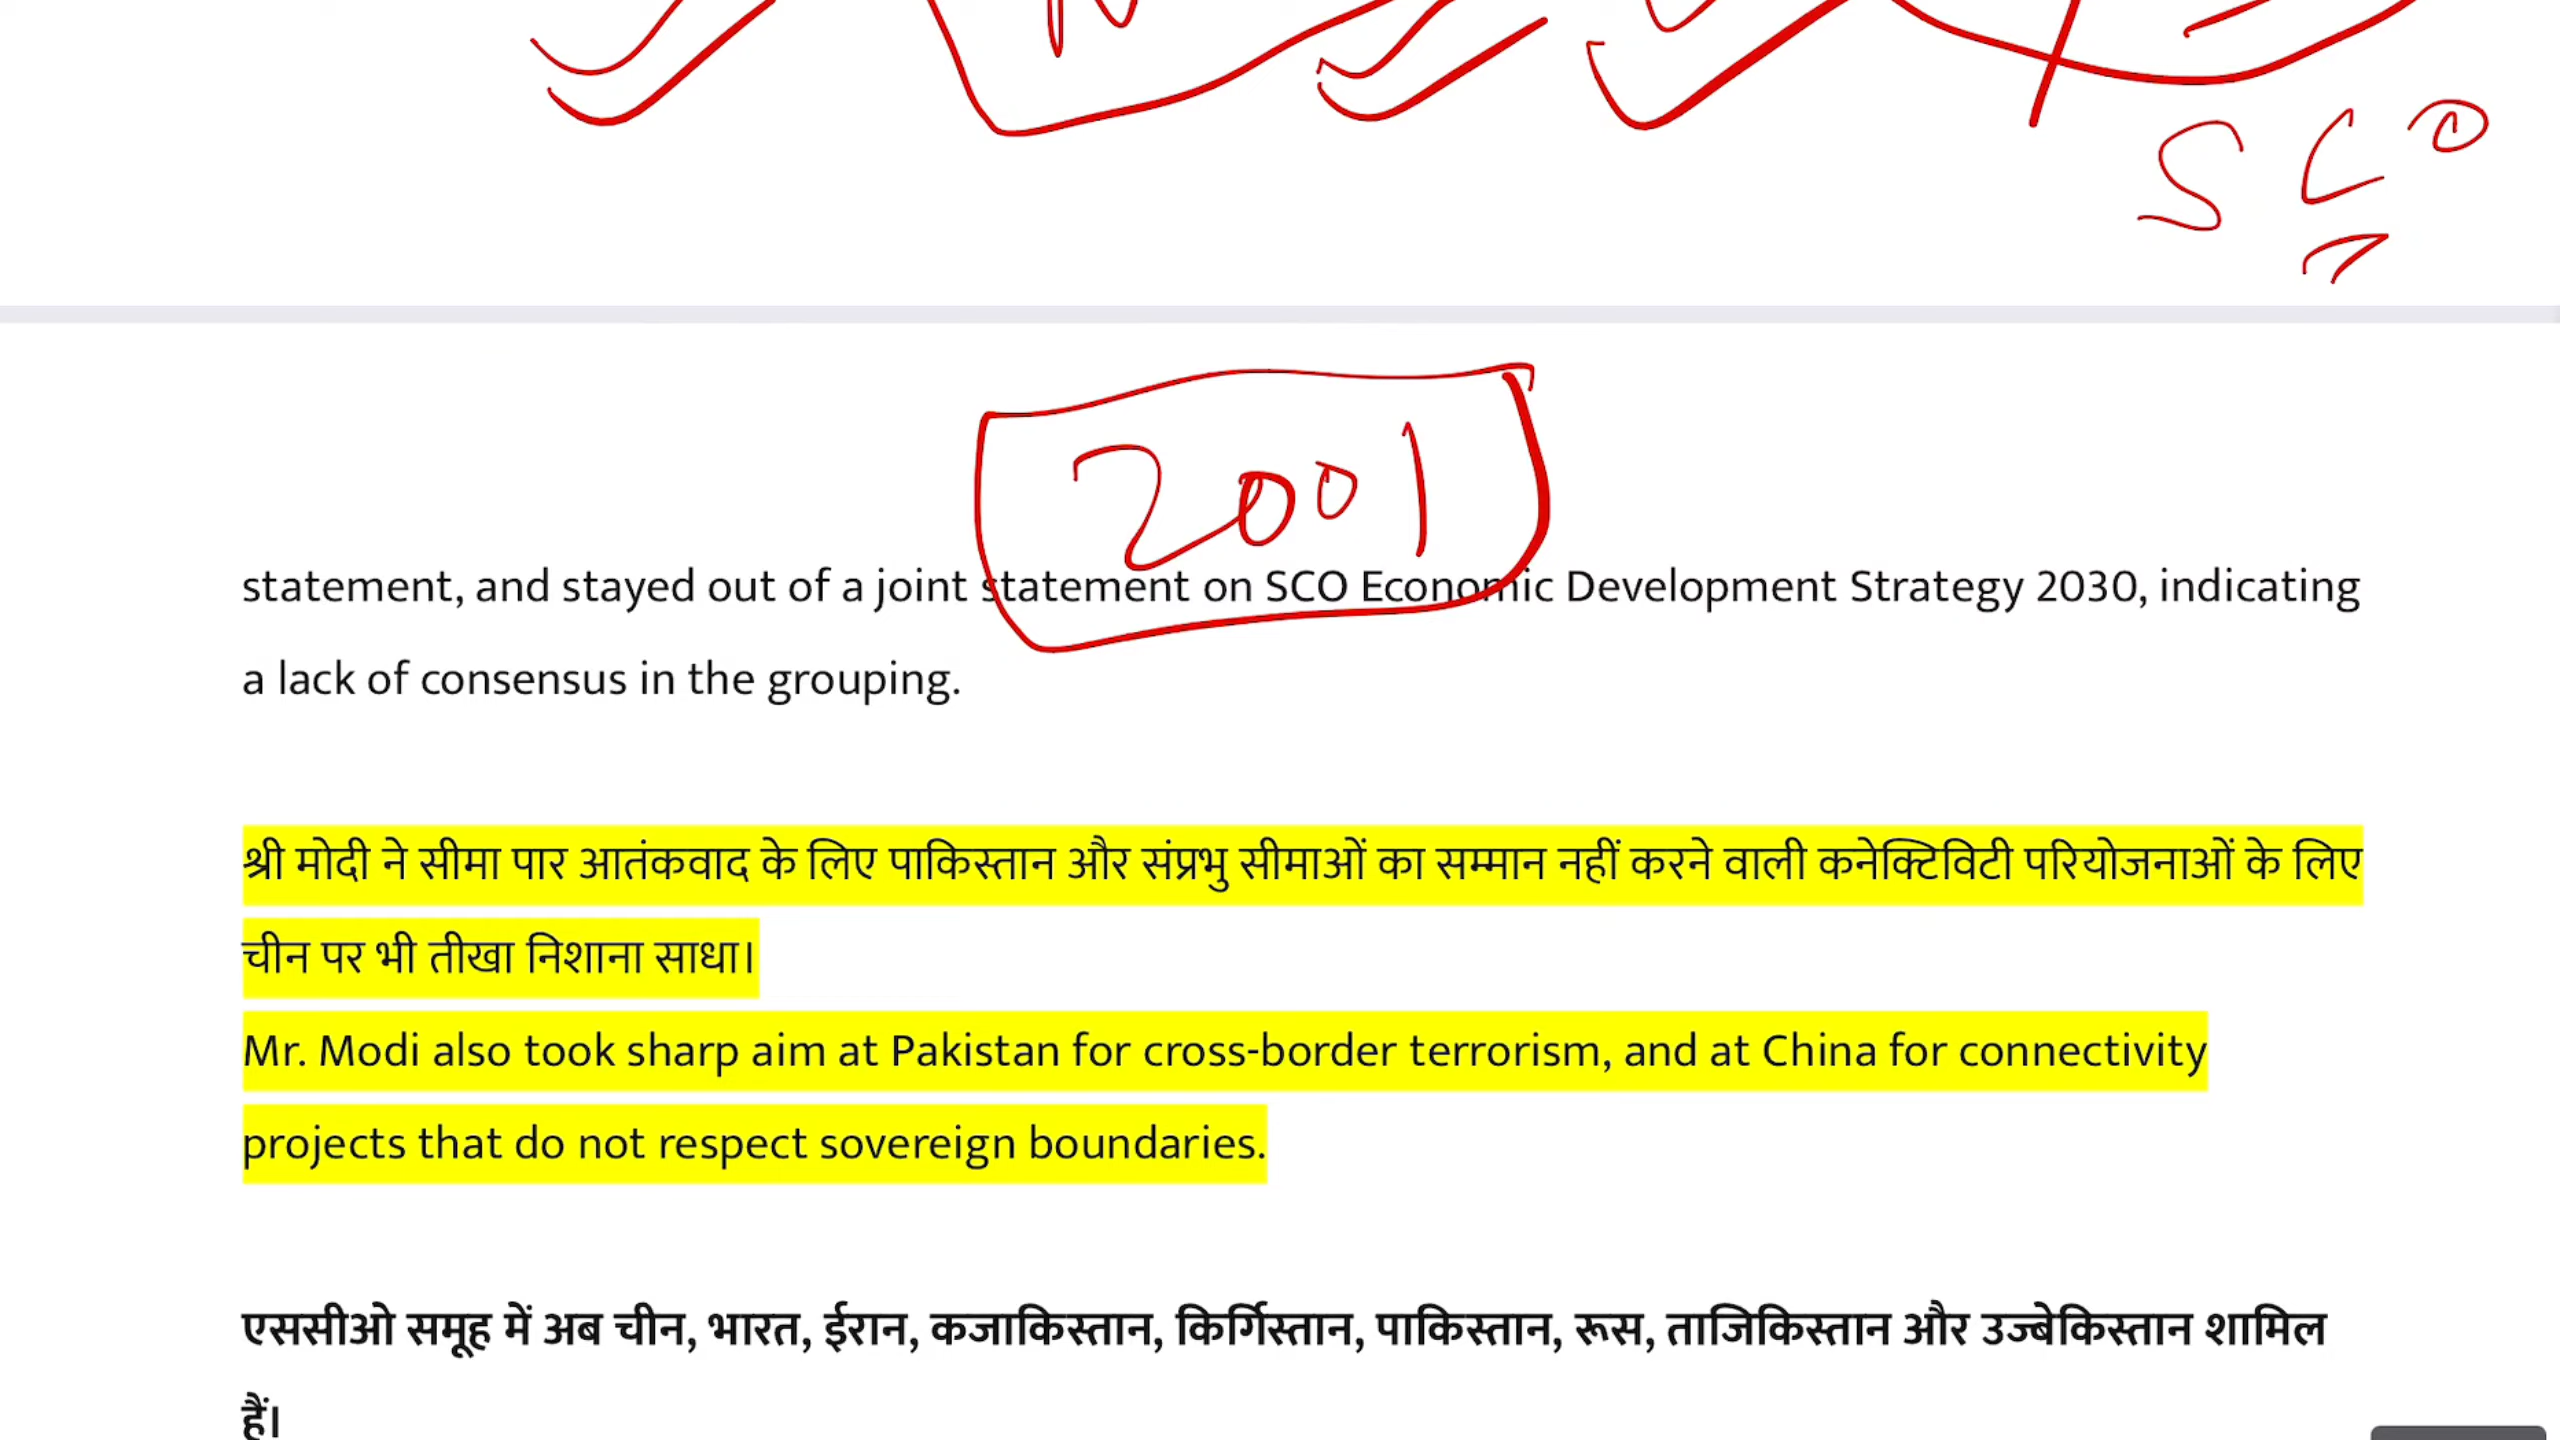 SCO
2001
statement, and stayed out of a joint statement on SCO Economic Development Strategy 2030, indicating
a lack of consensus in the grouping.
श्री मोदी ने सीमा पार आतंकवाद के लिए पाकिस्तान और संप्रभु सीमाओं का सम्मान नहीं करने वाली कनेक्टिविटी परियोजनाओं के लिए
चीन पर भी तीखा निशाना साधा।
Mr. Modi also took sharp aim at Pakistan for cross-border terrorism, and at China for connectivity
projects that do not respect sovereign boundaries.
एससीओ समूह में अब चीन, भारत, ईरान, कजाकिस्तान, किर्गिस्तान, पाकिस्तान, रूस, ताजिकिस्तान और उज्बेकिस्तान शामिल
हैं।